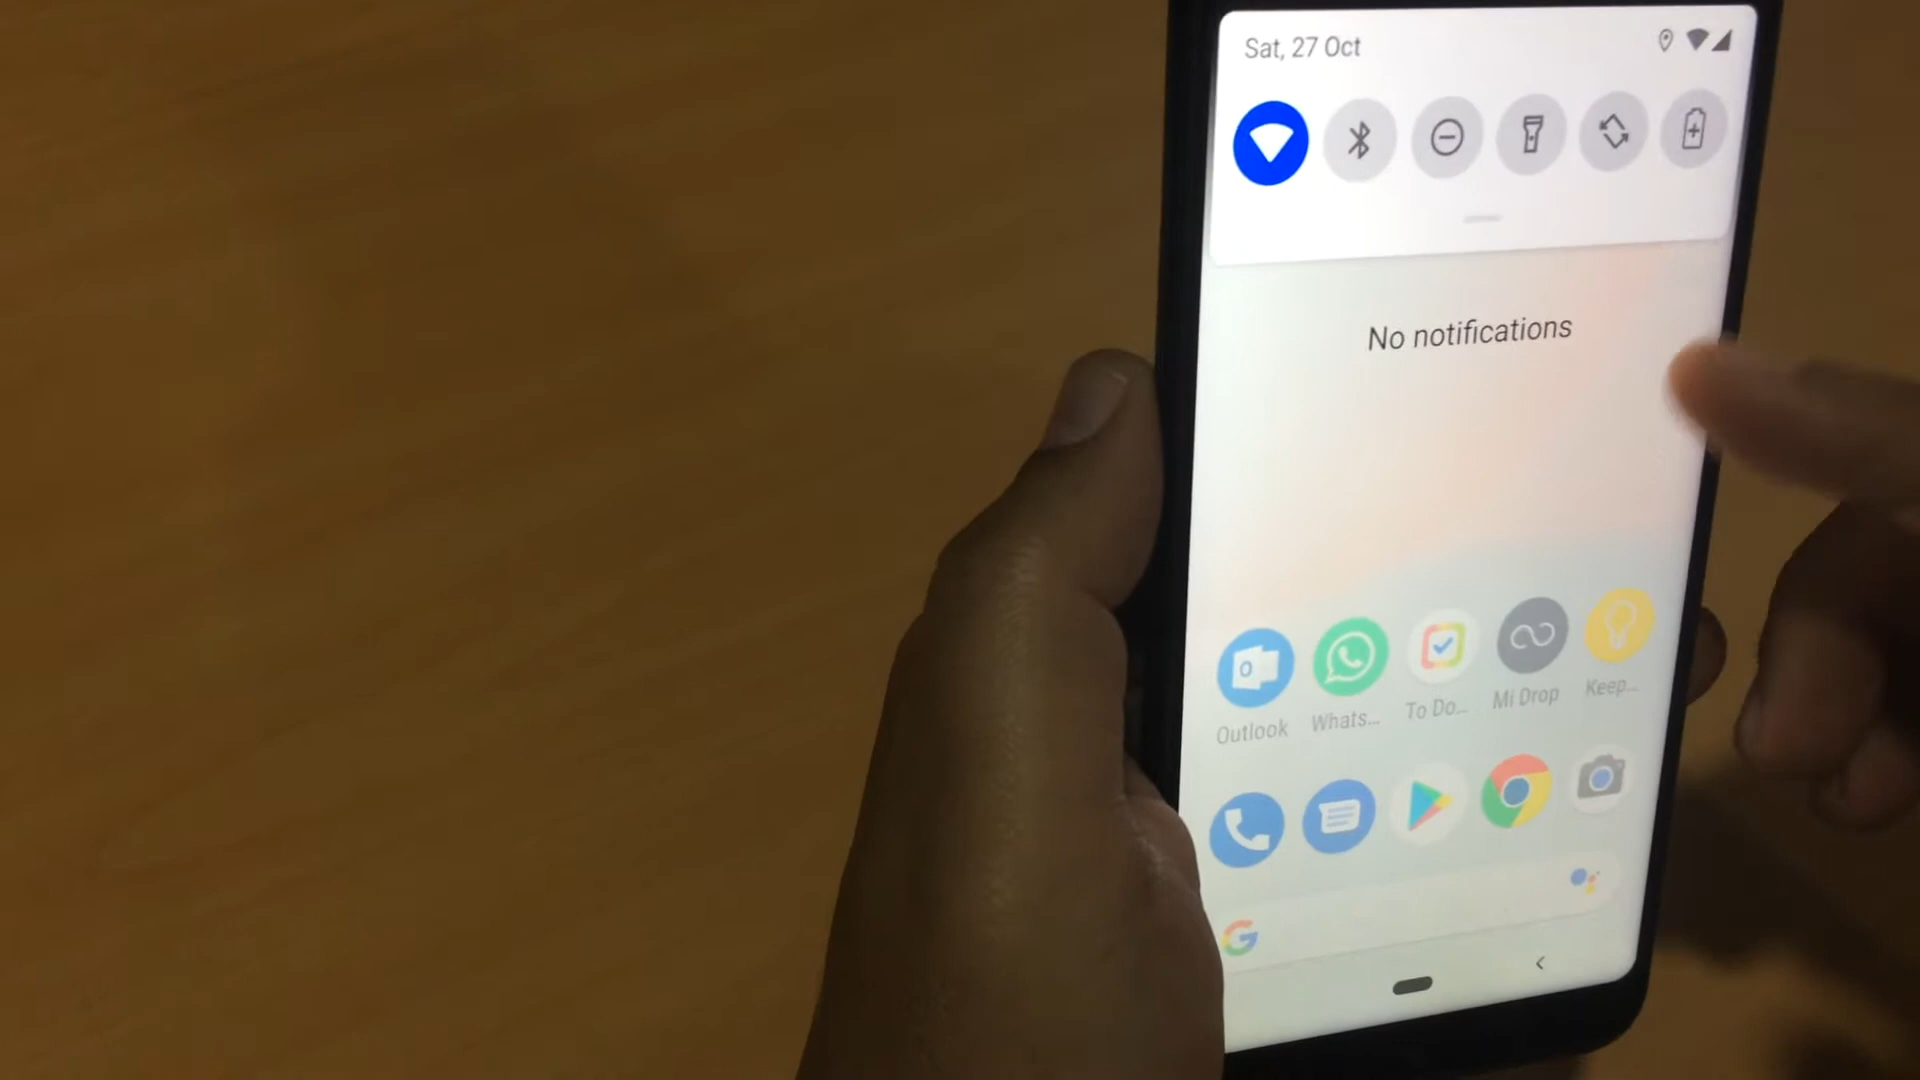 Sat, 27 Oct
No notifications
Outlook
Whats...
To Do...
Mi Drop
Keep...
G